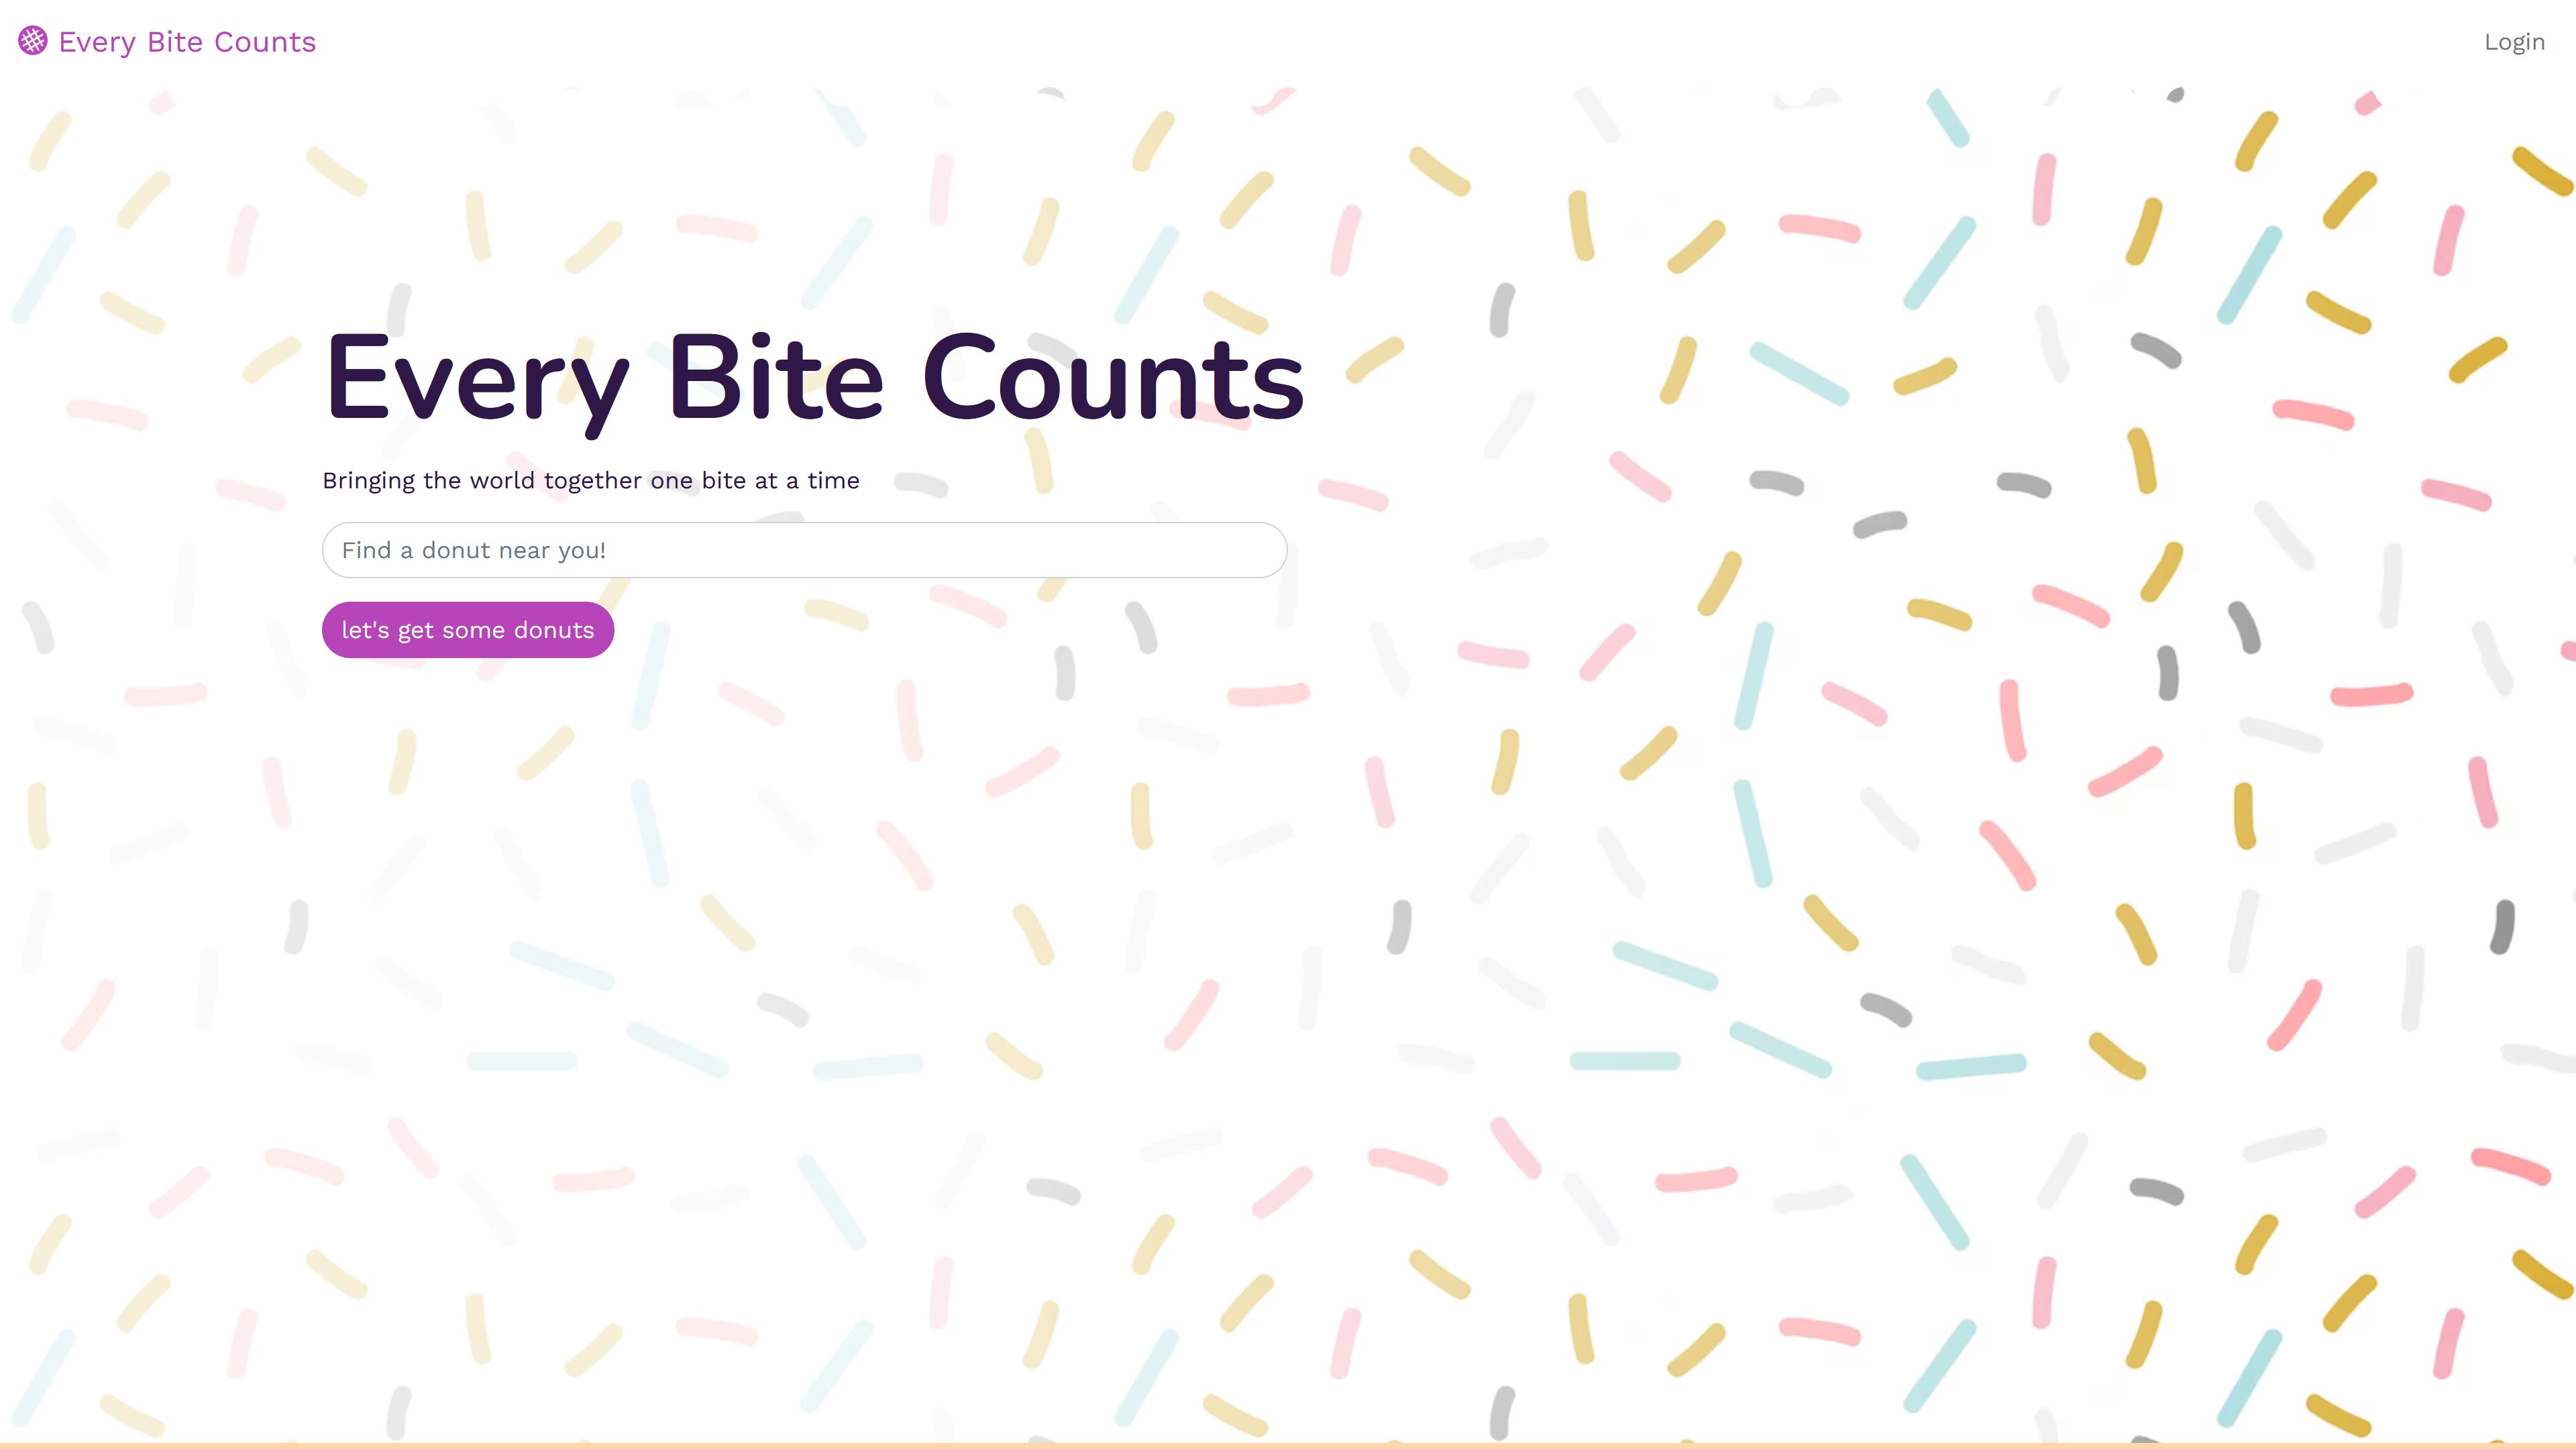 Every Bite Counts
Login
Every Bite Counts
Bringing the world together one bite at a time
Find a donut near you!
let's get some donuts